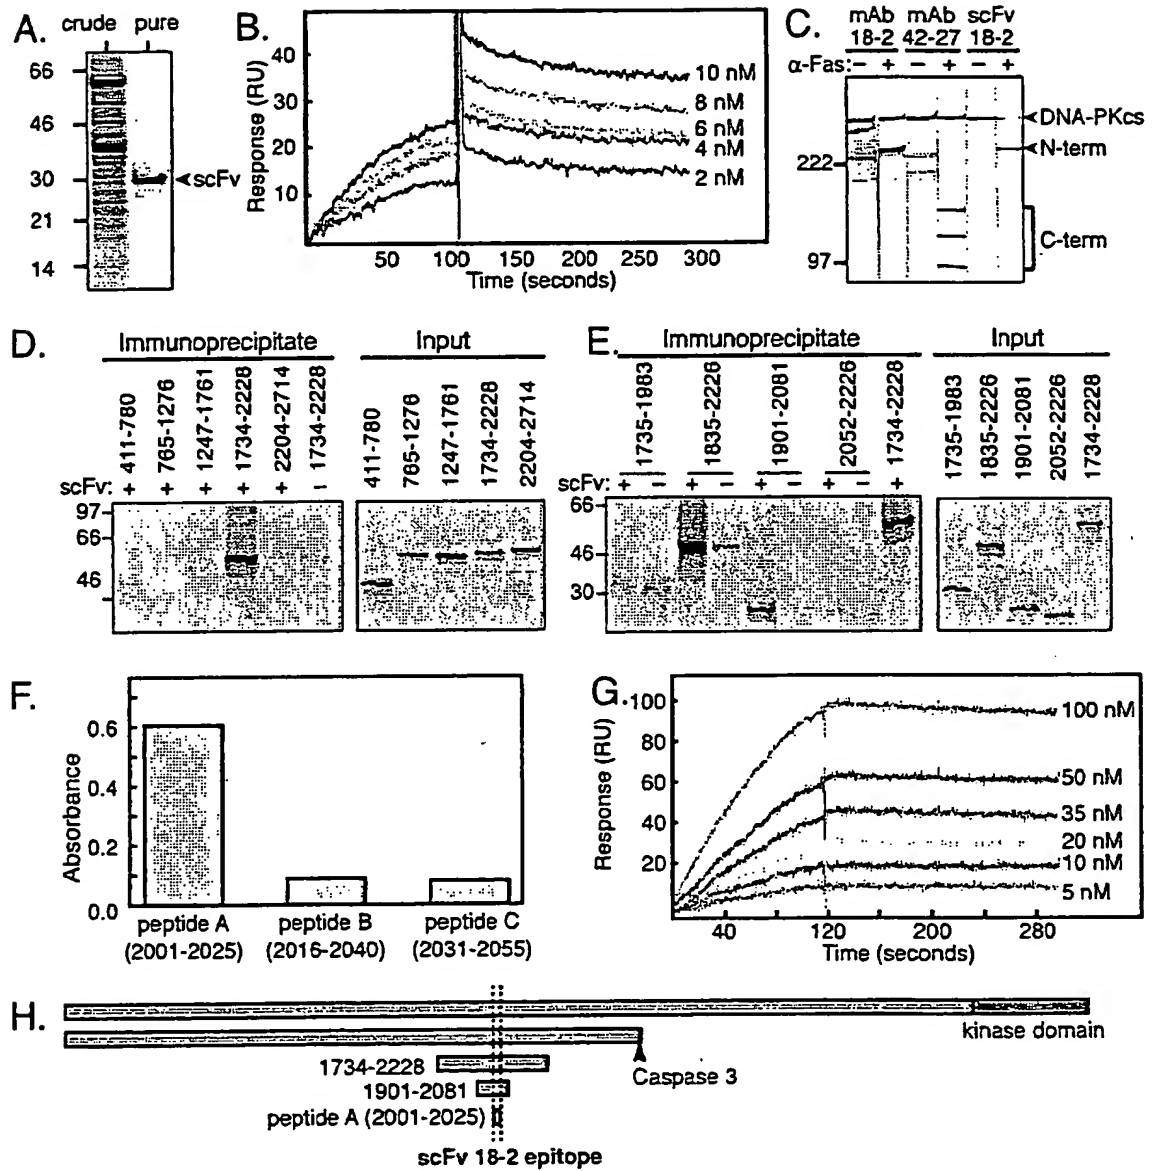 A.
crude pure
66
46
30
21
14
scFv
B.
Response (RU)
40
30
20
10
10 nM
8 nM
6 nM
4 nM
2 nM
50 100 150 200 250 300
Time (seconds)
C.
mAb mAb scFv
18-2 42-27 18-2
α-Fas: – + – + – +
222
97
DNA-PKcs
N-term
C-term
D.
Immunoprecipitate
Input
411-780
765-1276
1247-1761
1734-2228
2204-2714
1734-2228
411-780
765-1276
1247-1761
1734-2228
2204-2714
scFv: + + + + + –
97
66
46
E.
Immunoprecipitate
Input
1735-1983
1835-2226
1901-2081
2052-2226
1734-2228
1735-1983
1835-2226
1901-2081
2052-2226
1734-2228
scFv: + – + – + – + – +
66
46
30
F.
Absorbance
0.6
0.4
0.2
0.0
peptide A peptide B peptide C
(2001-2025) (2016-2040) (2031-2055)
G.
Response (RU)
100
80
60
40
20
100 nM
50 nM
35 nM
20 nM
10 nM
5 nM
40 120 200 280
Time (seconds)
H.
kinase domain
Caspase 3
1734-2228
1901-2081
peptide A (2001-2025)
scFv 18-2 epitope